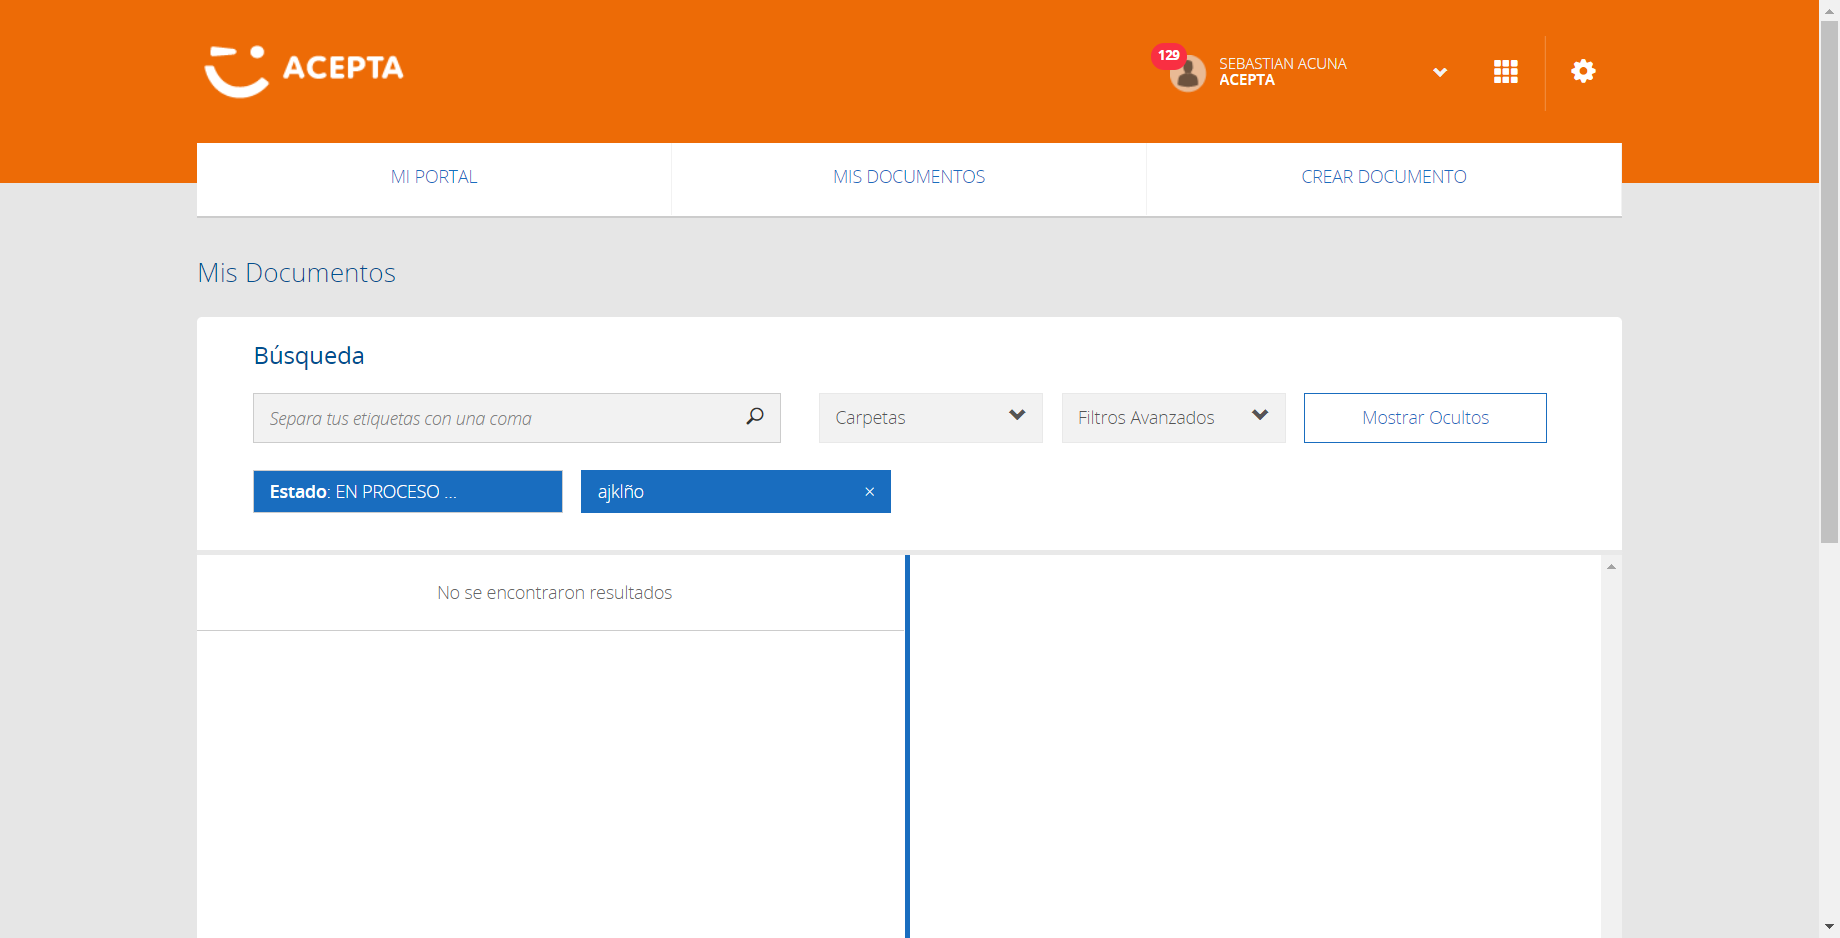 ACEPTA
129
SEBASTIAN ACUNA
ACEPTA
MI PORTAL
MIS DOCUMENTOS
CREAR DOCUMENTO
Mis Documentos
Búsqueda
Separa tus etiquetas con una coma
Carpetas
Filtros Avanzados
Mostrar Ocultos
Estado: EN PROCESO ...
ajklño ×
No se encontraron resultados